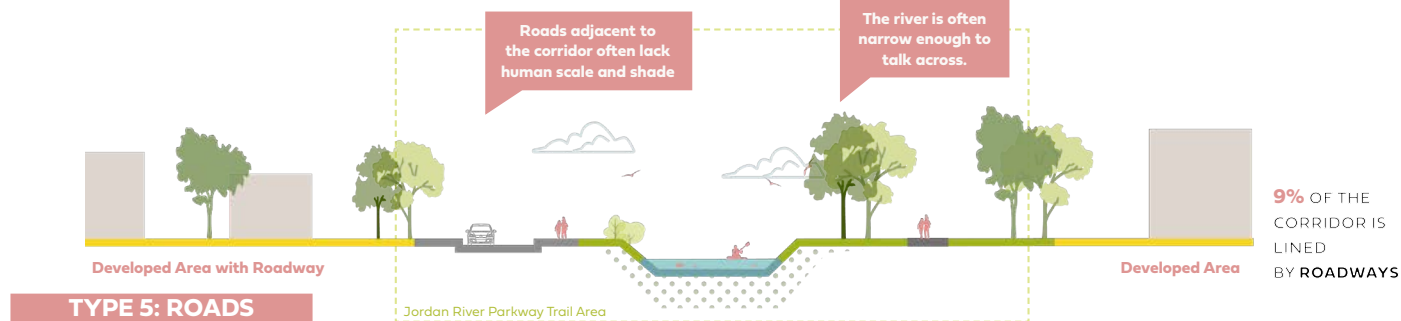 Roads adjacent to
the corridor often lack
human scale and shade
The river is often
narrow enough to
talk across.
9% OF THE
CORRIDOR IS
LINED
BY ROADWAYS
Developed Area with Roadway
Developed Area
TYPE 5: ROADS
Jordan River Parkway Trail Area